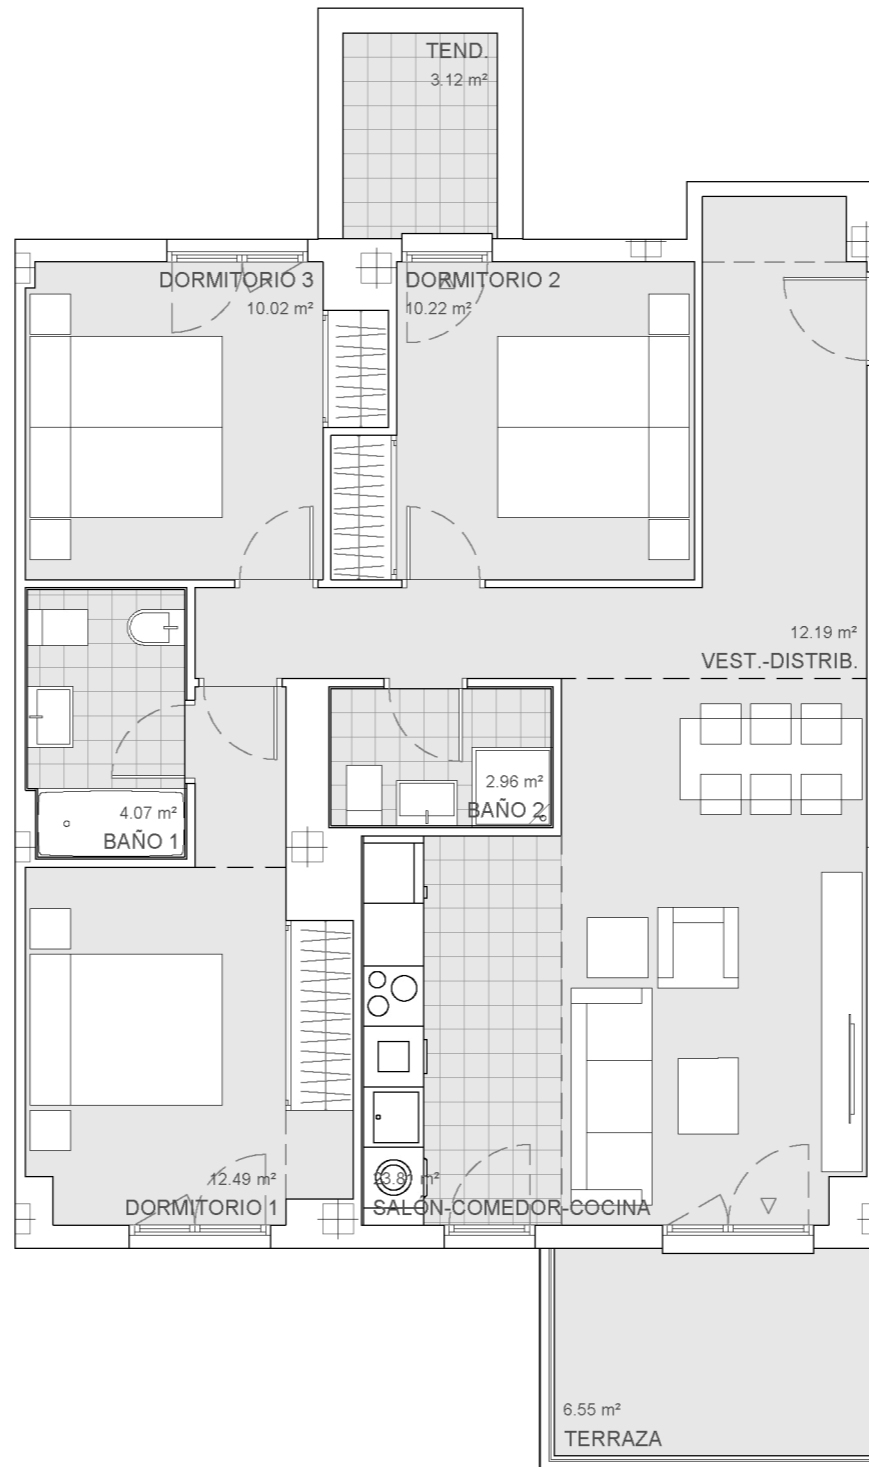 TEND.
3.12 m²
DORMITORIO 3
10.02 m²
DORMITORIO 2
10.22 m²
12.19 m²
VEST.-DISTRIB.
4.07 m²
BAÑO 1
2.96 m²
BAÑO 2
12.49 m²
DORMITORIO 1
m²
SALÓN-COMEDOR-COCINA
6.55 m²
TERRAZA